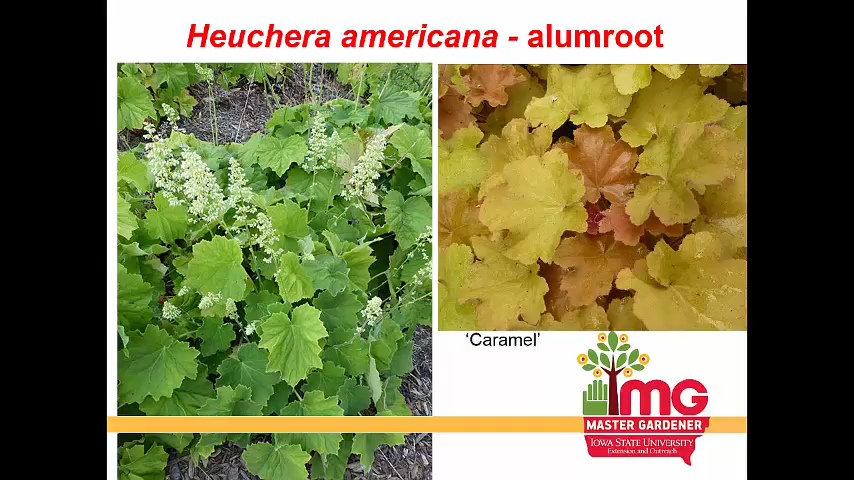 Heuchera americana - alumroot
'Caramel'
MG
MASTER GARDENER
IOWA STATE UNIVERSITY
Extension and Outreach